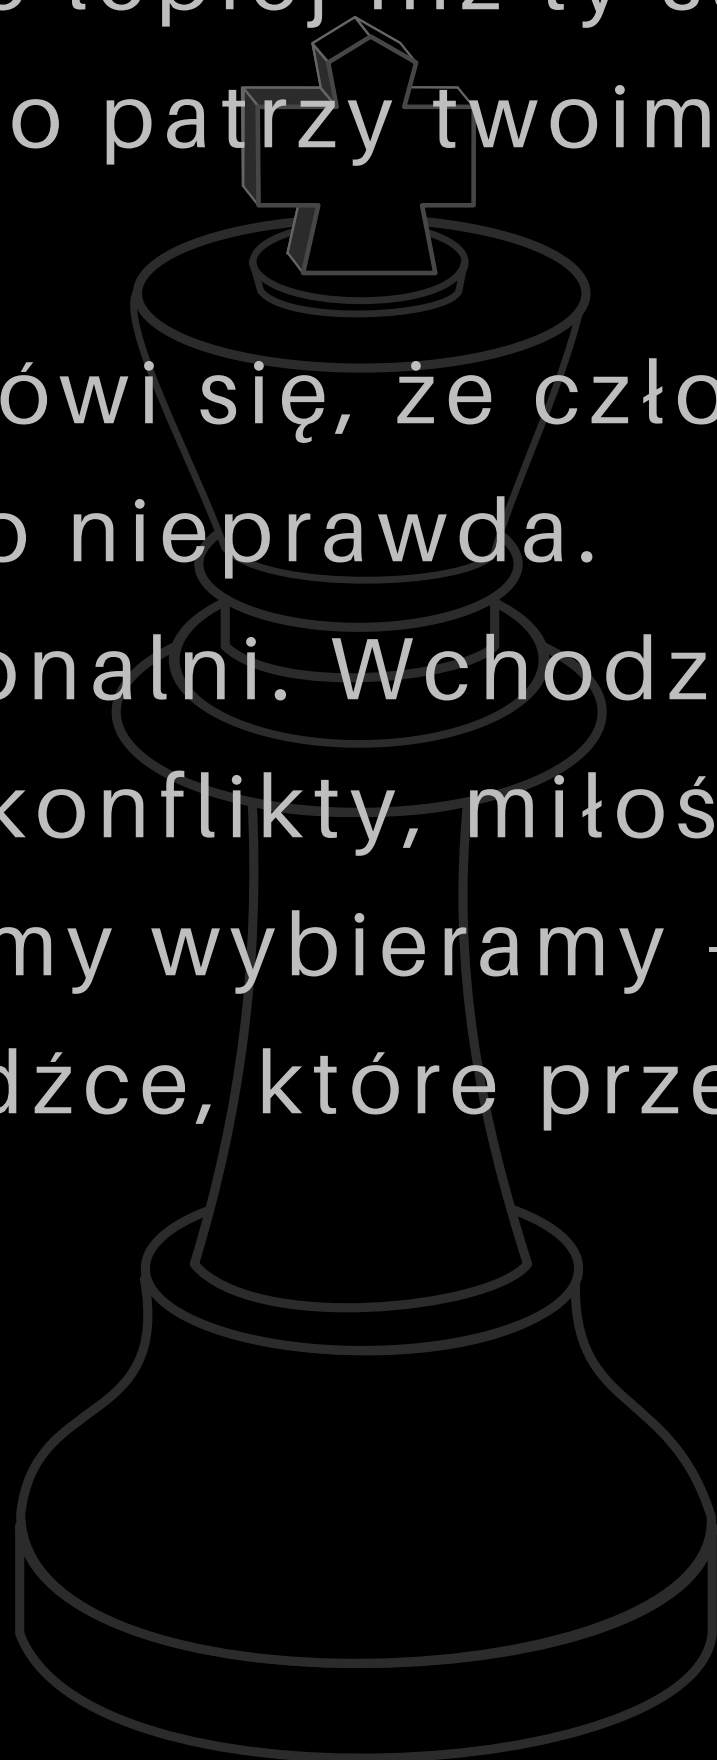 o patrzy twoim
ówi się, że czło
o nieprawda.
onalni. Wchodz
konflikty, miłoś
my wybieramy -
dźce, które prze